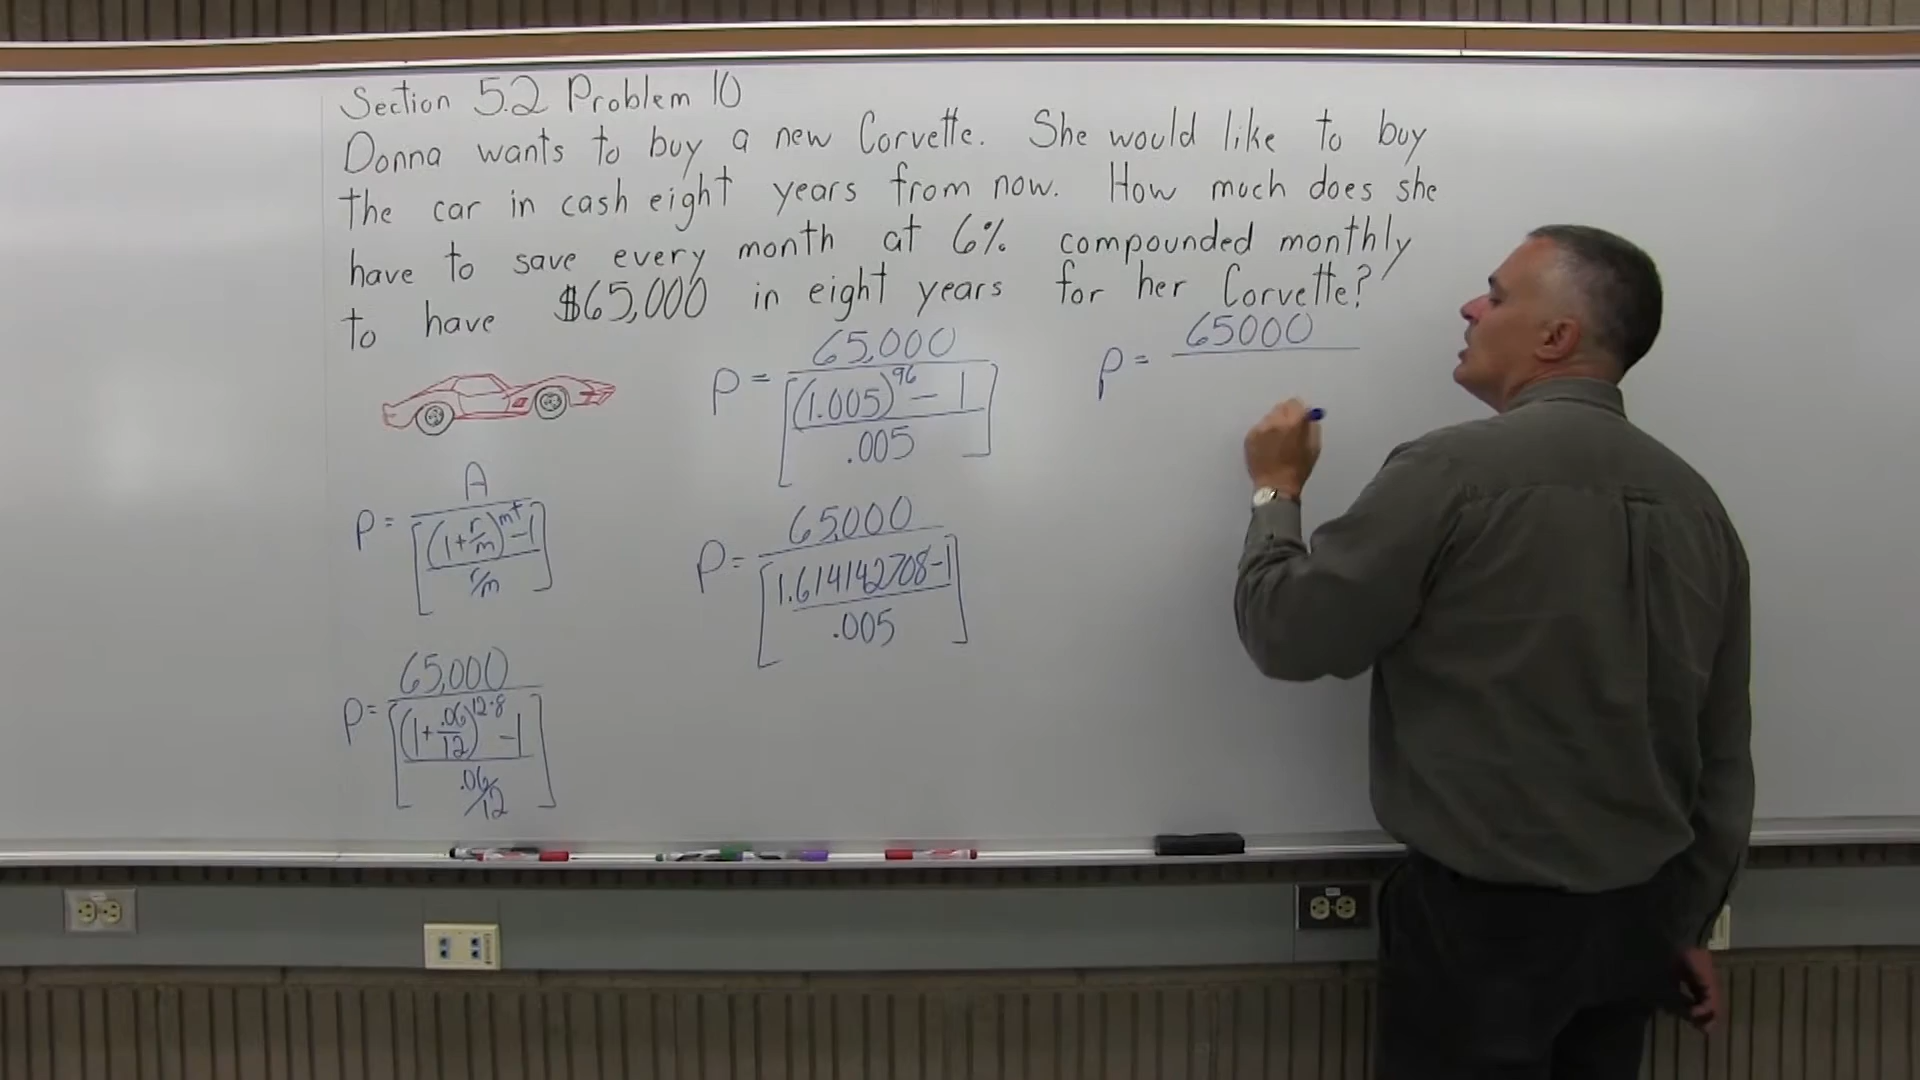 Section 5.2 Problem 10
Donna wants to buy a new Corvette. She would like to buy
the car in cash eight years from now. How much does she
have to save every month at 6% compounded monthly
to have $65,000 in eight years for her Corvette?
P = A
[(1+r/m)^mt -1
r/m]
P = 65,000
[(1+.06/12)^12·8 -1
.06/12]
P = 65,000
[(1.005)^96 - 1
.005]
P = 65,000
[1.614142708-1
.005]
P = 65000